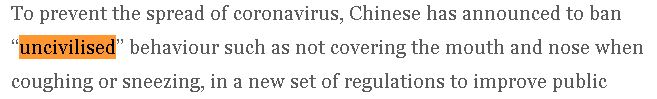 To prevent the spread of coronavirus, Chinese has announced to ban
“uncivilised” behaviour such as not covering the mouth and nose when
coughing or sneezing, in a new set of regulations to improve public